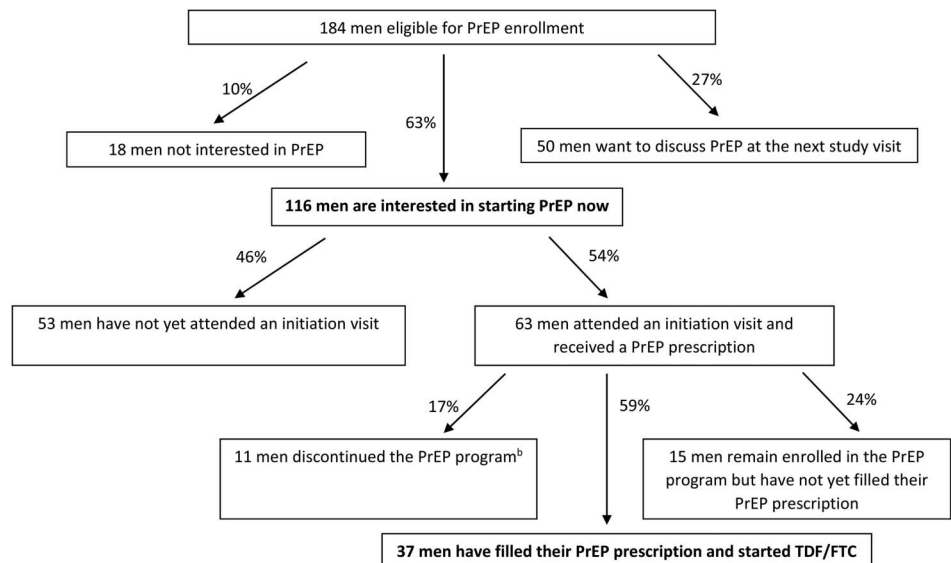 184 men eligible for PrEP enrollment
10%
63%
27%
18 men not interested in PrEP
50 men want to discuss PrEP at the next study visit
116 men are interested in starting PrEP now
46%
54%
53 men have not yet attended an initiation visit
63 men attended an initiation visit and
received a PrEP prescription
17%
59%
24%
11 men discontinued the PrEP programᵇ
15 men remain enrolled in the PrEP
program but have not yet filled their
PrEP prescription
37 men have filled their PrEP prescription and started TDF/FTC